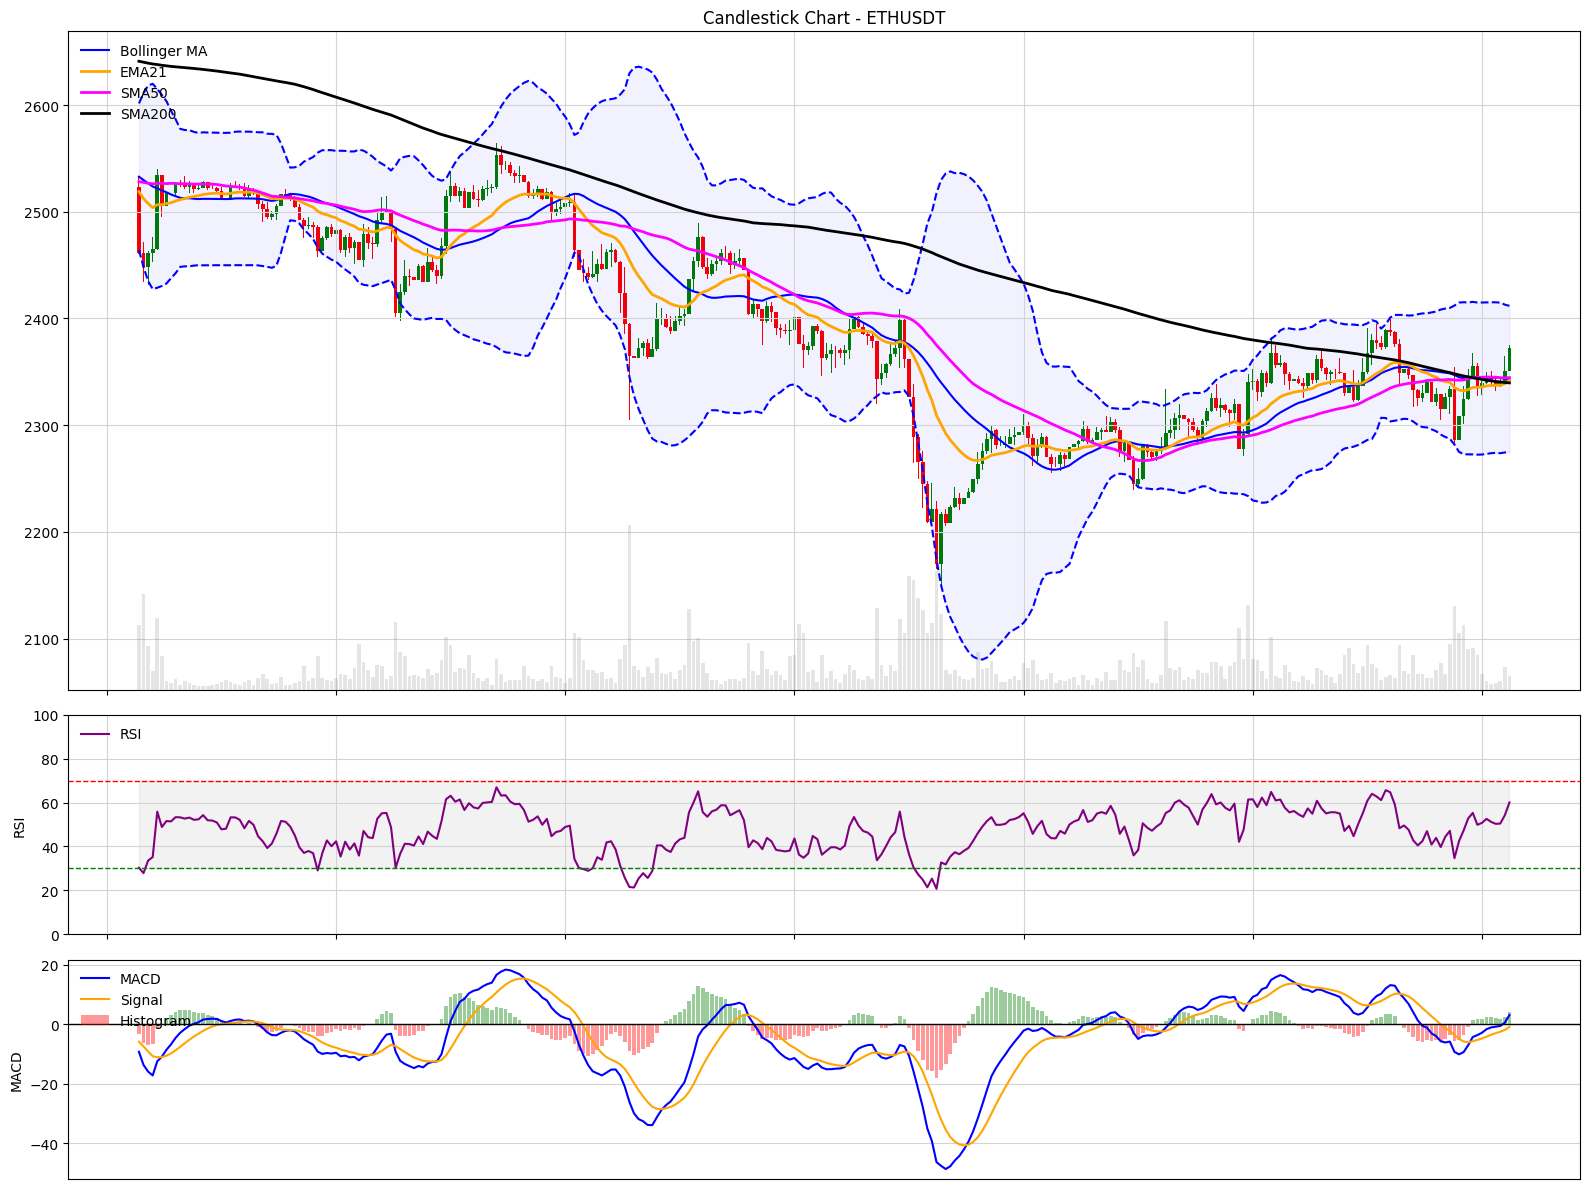 Candlestick Chart - ETHUSDT
Bollinger MA
EMA21
SMA50
SMA200
2600
2500
2400
2300
2200
2100
RSI
100
80
60
40
20
0
RSI
MACD
Signal
Histogram
20
0
−20
−40
MACD